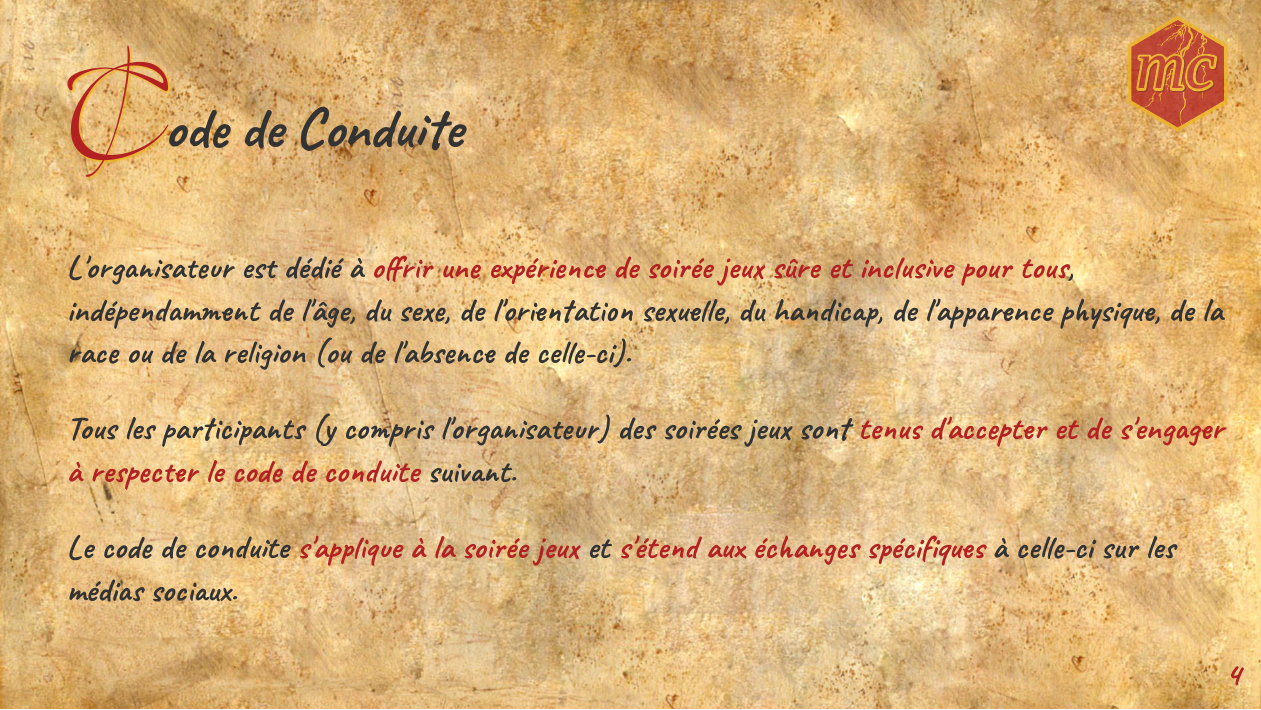 Code de Conduite
mc
L'organisateur est dédié à offrir une expérience de soirée jeux sûre et inclusive pour tous,
indépendamment de l'âge, du sexe, de l'orientation sexuelle, du handicap, de l'apparence physique, de la
race ou de la religion (ou de l'absence de celle-ci).
Tous les participants (y compris l'organisateur) des soirées jeux sont tenus d'accepter et de s'engager
à respecter le code de conduite suivant.
Le code de conduite s'applique à la soirée jeux et s'étend aux échanges spécifiques à celle-ci sur les
médias sociaux.
4